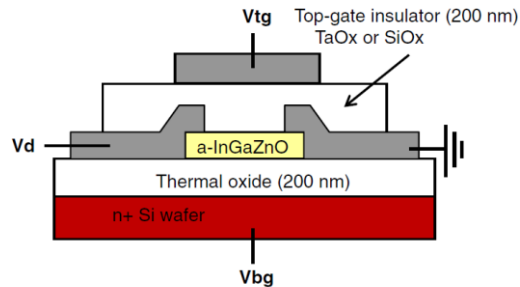 Vtg
Top-gate insulator (200 nm)
TaOx or SiOx
Vd
a-InGaZnO
Thermal oxide (200 nm)
n+ Si wafer
Vbg